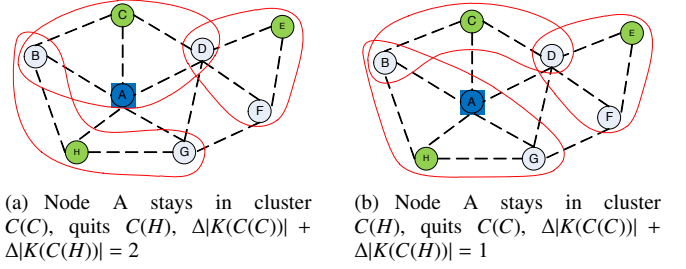 C
E
B
D
A
F
H
G
C
E
B
D
A
F
H
G
(a) Node A stays in cluster
C(C), quits C(H), Δ|K(C(C))| +
Δ|K(C(H))| = 2
(b) Node A stays in cluster
C(H), quits C(C), Δ|K(C(C))| +
Δ|K(C(H))| = 1